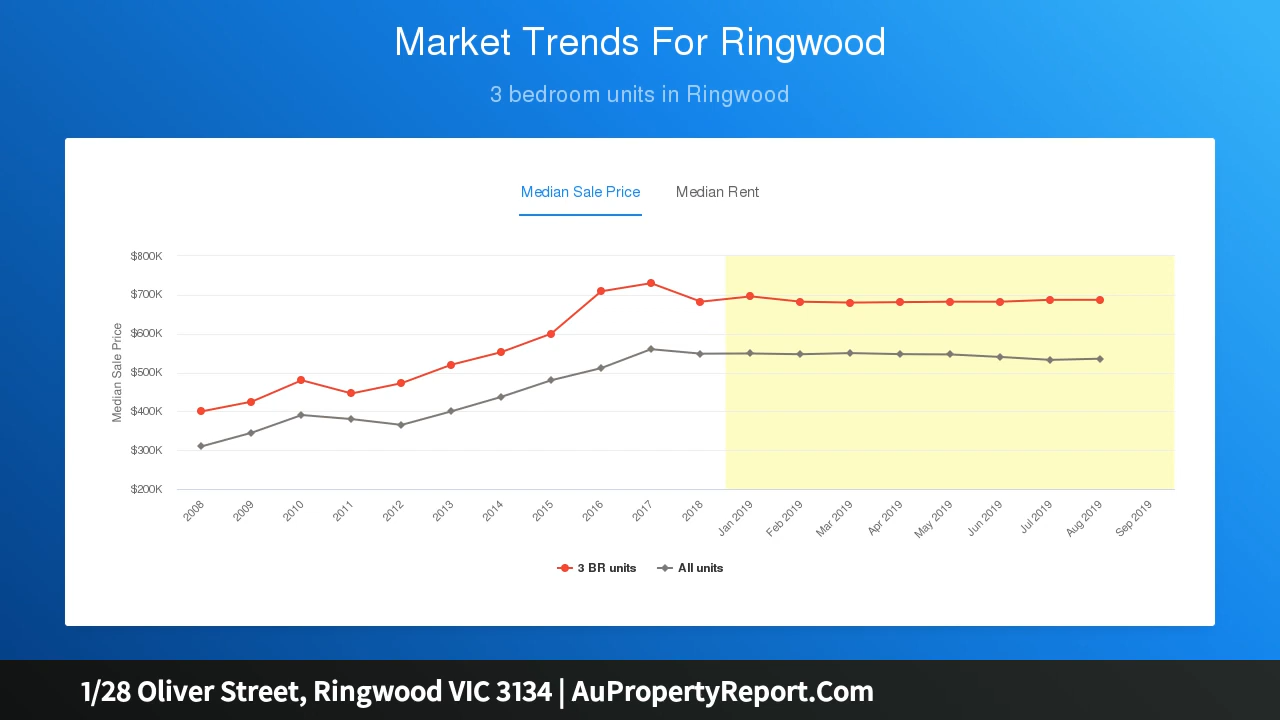 Market Trends For Ringwood
3 bedroom units in Ringwood
Median Sale Price Median Rent
$800K
$700K
$600K
$500K
$400K
$300K
$200K
Median Sale Price
2008 2009 2010 2011 2012 2013 2014 2015 2016 2017 2018 Jan 2019 Feb 2019 Mar 2019 Apr 2019 May 2019 Jun 2019 Jul 2019 Aug 2019 Sep 2019
3 BR units All units
1/28 Oliver Street, Ringwood VIC 3134 | AuPropertyReport.Com